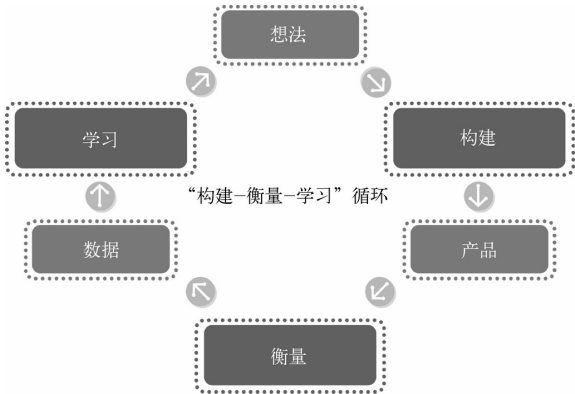 想法
学习
构建
“构建-衡量-学习”循环
数据
产品
衡量